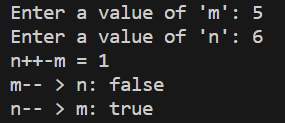 Enter a value of 'm': 5
Enter a value of 'n': 6
n++-m = 1
m-- > n: false
n-- > m: true